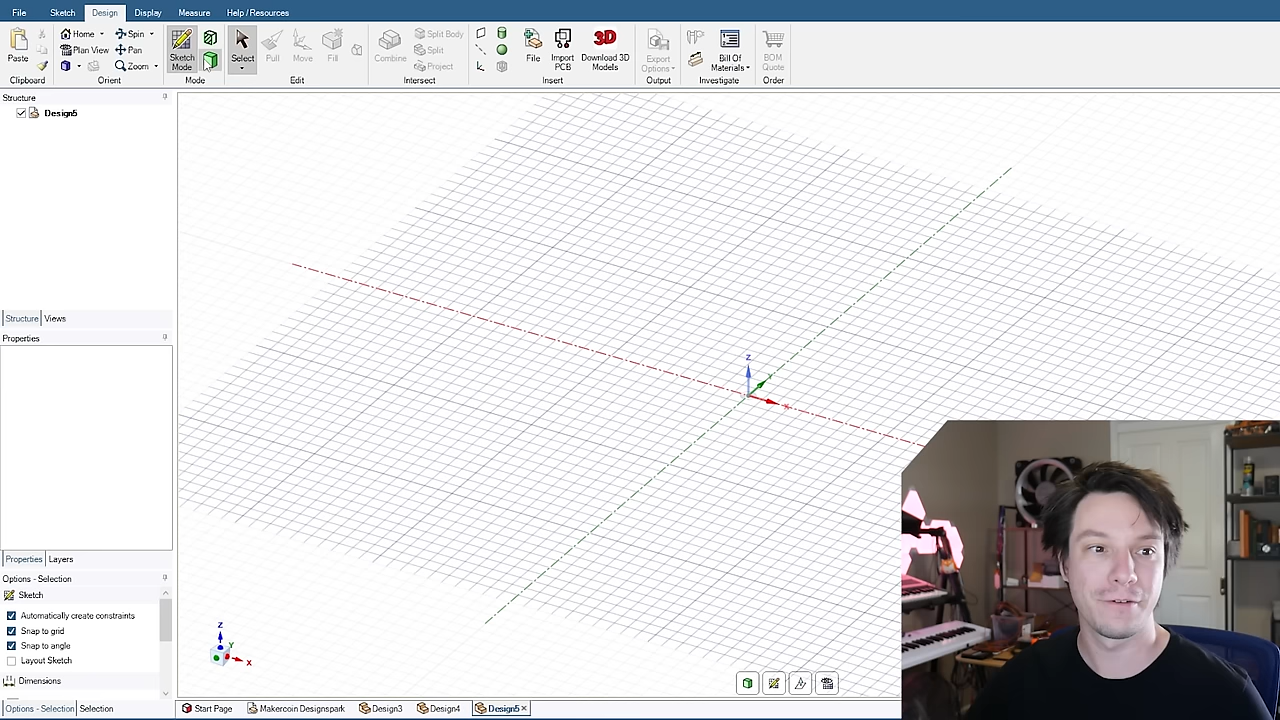 File Sketch Design Display Measure Help / Resources
Paste
Clipboard
Home
Plan View
Spin
Pan
Zoom
Orient
Sketch Mode
Mode
Select
Pull
Move
Fill
Edit
Combine
Split Body
Split
Project
Intersect
File
Import PCB
Download 3D Models
3D
Insert
Export Options
Output
Bill Of Materials
Investigate
BOM Quote
Order
Structure
Design5
Structure Views
Properties
Properties Layers
Options - Selection
Sketch
Automatically create constraints
Snap to grid
Snap to angle
Layout Sketch
Dimensions
Options - Selection Selection
Z
Y
X
Z
Y
X
Start Page Makercoin Designspark Design3 Design4 Design5